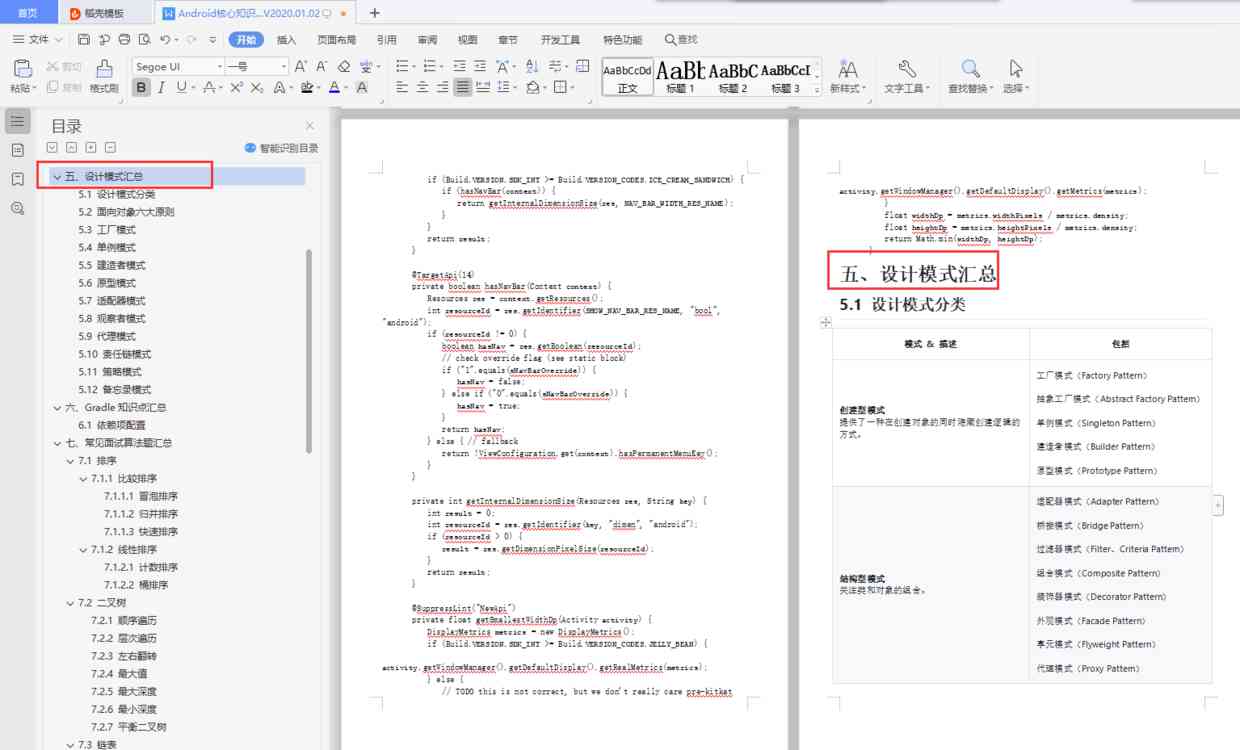 首页
稻壳模板
Android核心知识...V2020.01.02
文件
开始
插入
页面布局
引用
审阅
视图
章节
开发工具
特色功能
查找
粘贴
剪切
复制
格式刷
Segoe UI
一号
AaBbCcDd
正文
AaBb
标题 1
AaBbC
标题 2
AaBbCcI
标题 3
新样式
文字工具
查找替换
选择
目录
智能识别目录
五、设计模式汇总
5.1 设计模式分类
5.2 面向对象六大原则
5.3 工厂模式
5.4 单例模式
5.5 建造者模式
5.6 原型模式
5.7 适配器模式
5.8 观察者模式
5.9 代理模式
5.10 责任链模式
5.11 策略模式
5.12 备忘录模式
六、Gradle 知识点汇总
6.1 依赖项配置
七、常见面试算法题汇总
7.1 排序
7.1.1 比较排序
7.1.1.1 冒泡排序
7.1.1.2 归并排序
7.1.1.3 快速排序
7.1.2 线性排序
7.1.2.1 计数排序
7.1.2.2 桶排序
7.2 二叉树
7.2.1 顺序遍历
7.2.2 层次遍历
7.2.3 左右翻转
7.2.4 最大值
7.2.5 最大深度
7.2.6 最小深度
7.2.7 平衡二叉树
7.3 链表
if (Build.VERSION.SDK_INT >= Build.VERSION_CODES.ICE_CREAM_SANDWICH) {
if (hasNavBar(context)) {
return getInternalDimensionSize(res, NAV_BAR_WIDTH_RES_NAME);
}
}
return result;
}
@TargetApi(14)
private boolean hasNavBar(Context context) {
Resources res = context.getResources();
int resourceId = res.getIdentifier(SHOW_NAV_BAR_RES_NAME, "bool",
"android");
if (resourceId != 0) {
boolean hasNav = res.getBoolean(resourceId);
// check override flag (see static block)
if ("1".equals(sNavBarOverride)) {
hasNav = false;
} else if ("0".equals(sNavBarOverride)) {
hasNav = true;
}
return hasNav;
} else { // fallback
return !ViewConfiguration.get(context).hasPermanentMenuKey();
}
}
private int getInternalDimensionSize(Resources res, String key) {
int result = 0;
int resourceId = res.getIdentifier(key, "dimen", "android");
if (resourceId > 0) {
result = res.getDimensionPixelSize(resourceId);
}
return result;
}
@SuppressLint("NewApi")
private float getSmallestWidthDp(Activity activity) {
DisplayMetrics metrics = new DisplayMetrics();
if (Build.VERSION.SDK_INT >= Build.VERSION_CODES.JELLY_BEAN) {
activity.getWindowManager().getDefaultDisplay().getRealMetrics(metrics);
} else {
// TODO this is not correct, but we don't really care pre-kitkat
activity.getWindowManager().getDefaultDisplay().getMetrics(metrics);
}
float widthDp = metrics.widthPixels / metrics.density;
float heightDp = metrics.heightPixels / metrics.density;
return Math.min(widthDp, heightDp);
}
五、设计模式汇总
5.1 设计模式分类
模式 & 描述
包括
创建型模式
提供了一种在创建对象的同时隐藏创建逻辑的
方式。
工厂模式（Factory Pattern）
抽象工厂模式（Abstract Factory Pattern）
单例模式（Singleton Pattern）
建造者模式（Builder Pattern）
原型模式（Prototype Pattern）
结构型模式
关注类和对象的组合。
适配器模式（Adapter Pattern）
桥接模式（Bridge Pattern）
过滤器模式（Filter、Criteria Pattern）
组合模式（Composite Pattern）
装饰器模式（Decorator Pattern）
外观模式（Facade Pattern）
享元模式（Flyweight Pattern）
代理模式（Proxy Pattern）